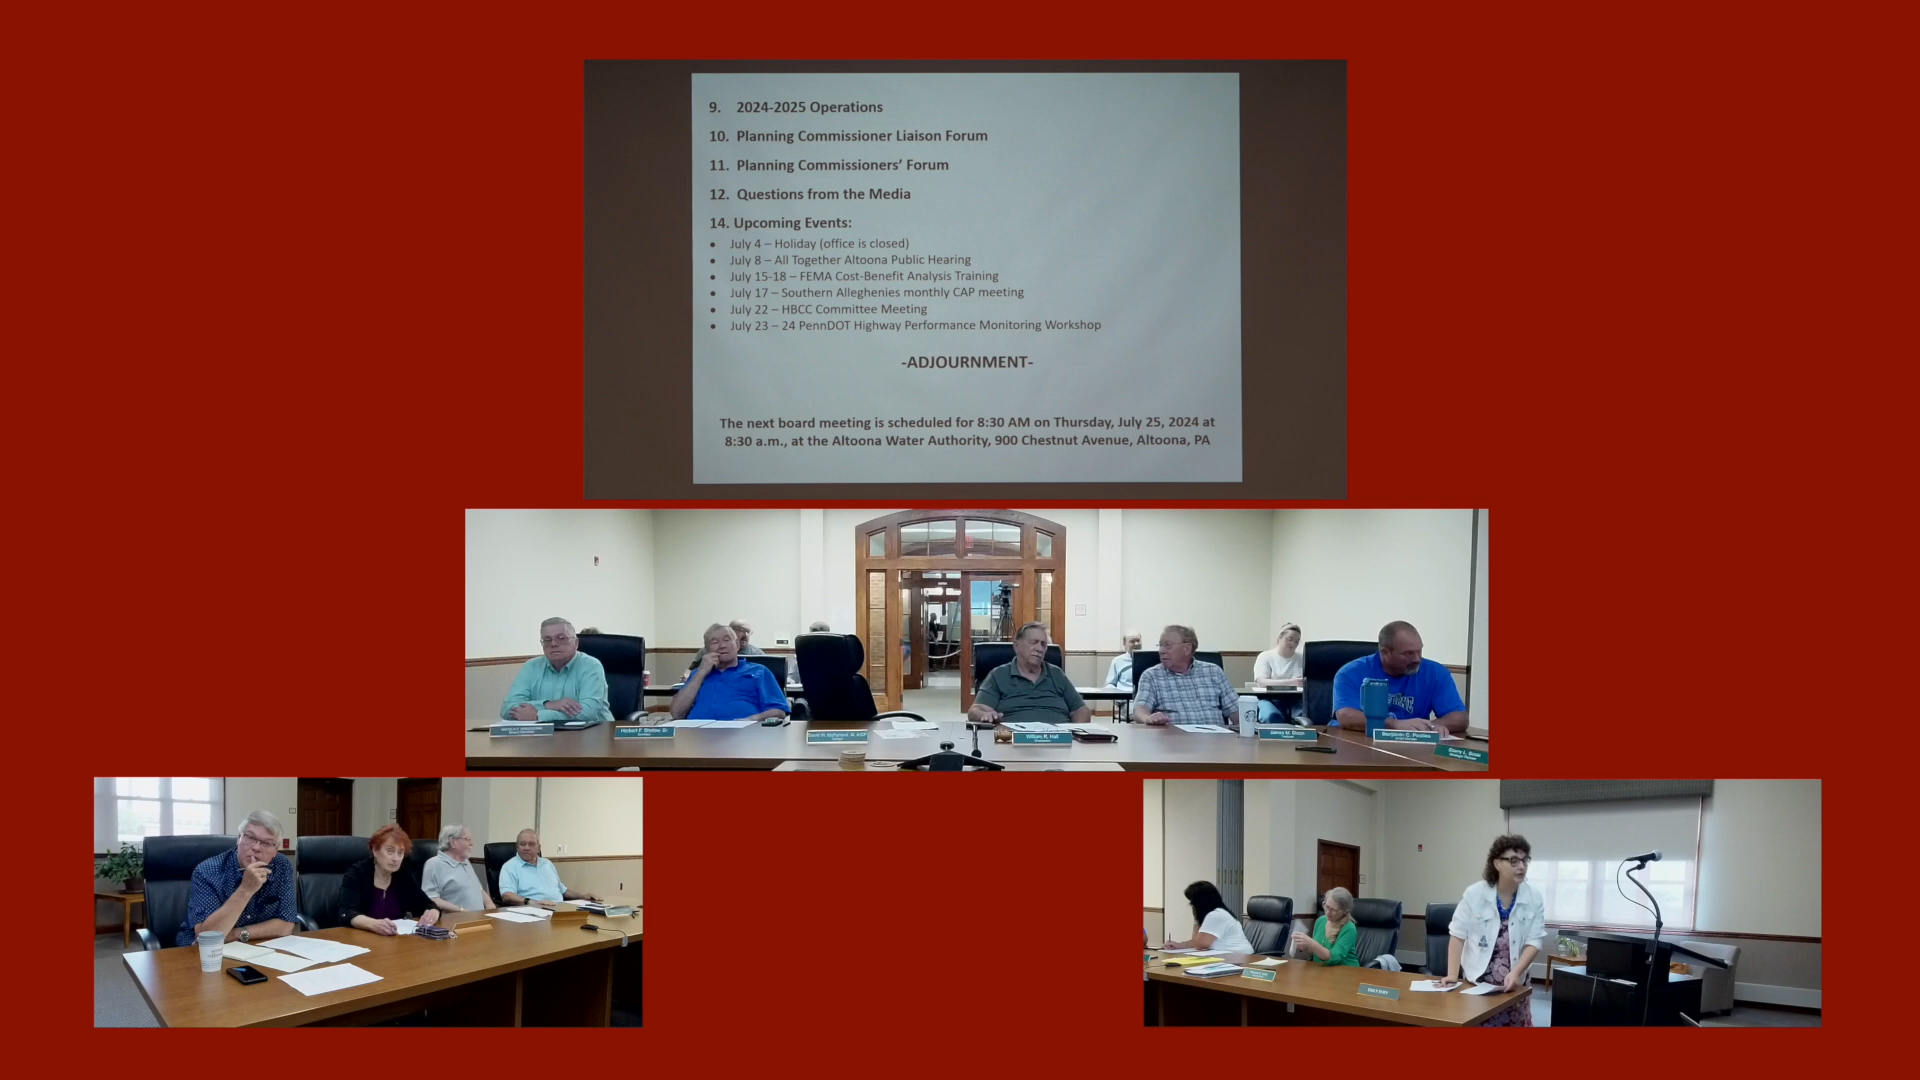 9. 2024-2025 Operations
10. Planning Commissioner Liaison Forum
11. Planning Commissioners’ Forum
12. Questions from the Media
14. Upcoming Events:
• July 4 – Holiday (office is closed)
• July 8 – All Together Altoona Public Hearing
• July 15-18 – FEMA Cost-Benefit Analysis Training
• July 17 – Southern Alleghenies monthly CAP meeting
• July 22 – HBCC Committee Meeting
• July 23 – 24 PennDOT Highway Performance Monitoring Workshop
-ADJOURNMENT-
The next board meeting is scheduled for 8:30 AM on Thursday, July 25, 2024 at
8:30 a.m., at the Altoona Water Authority, 900 Chestnut Avenue, Altoona, PA
William R. Hall
James M. Dixon